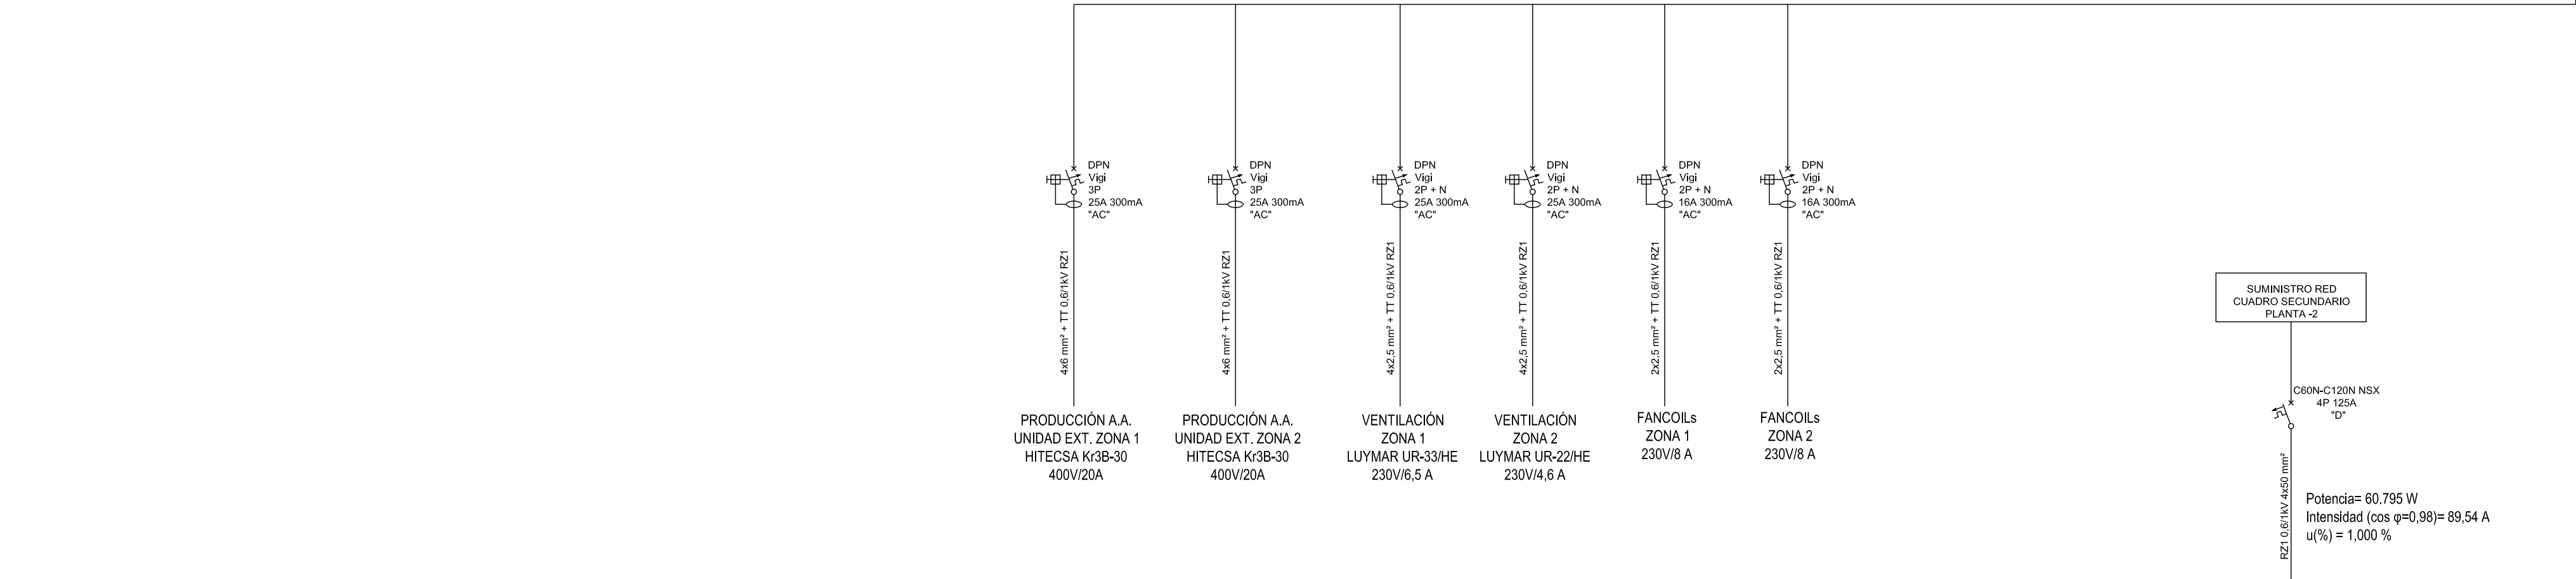 DPN
Vigi
3P
25A 300mA
"AC"
4x6 mm² + TT 0,6/1kV RZ1
PRODUCCIÓN A.A.
UNIDAD EXT. ZONA 1
HITECSA Kr3B-30
400V/20A
DPN
Vigi
3P
25A 300mA
"AC"
4x6 mm² + TT 0,6/1kV RZ1
PRODUCCIÓN A.A.
UNIDAD EXT. ZONA 2
HITECSA Kr3B-30
400V/20A
DPN
Vigi
2P + N
25A 300mA
"AC"
4x2,5 mm² + TT 0,6/1kV RZ1
VENTILACIÓN
ZONA 1
LUYMAR UR-33/HE
230V/6,5 A
DPN
Vigi
2P + N
25A 300mA
"AC"
4x2,5 mm² + TT 0,6/1kV RZ1
VENTILACIÓN
ZONA 2
LUYMAR UR-22/HE
230V/4,6 A
DPN
Vigi
2P + N
16A 300mA
"AC"
2x2,5 mm² + TT 0,6/1kV RZ1
FANCOILs
ZONA 1
230V/8 A
DPN
Vigi
2P + N
16A 300mA
"AC"
2x2,5 mm² + TT 0,6/1kV RZ1
FANCOILs
ZONA 2
230V/8 A
SUMINISTRO RED
CUADRO SECUNDARIO
PLANTA -2
C60N-C120N NSX
4P 125A
"D"
RZ1 0,6/1kV 4x50 mm²
Potencia= 60.795 W
Intensidad (cos φ=0,98)= 89,54 A
u(%) = 1,000 %